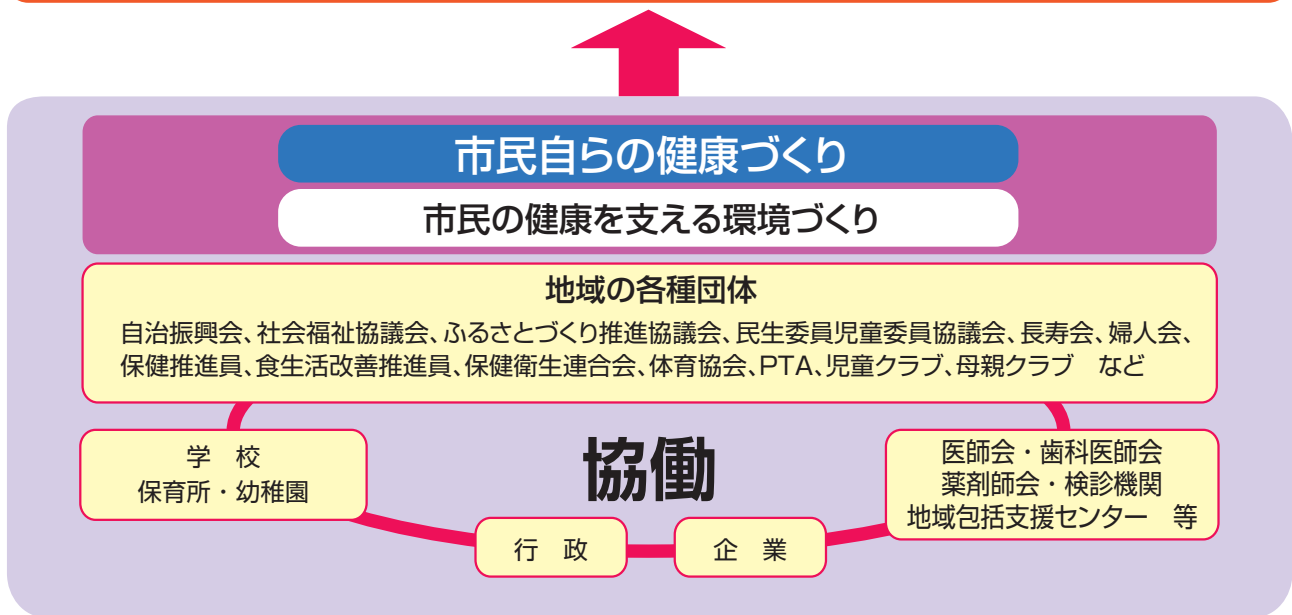 市民自らの健康づくり
市民の健康を支える環境づくり
地域の各種団体
自治振興会、社会福祉協議会、ふるさとづくり推進協議会、民生委員児童委員協議会、長寿会、婦人会、
保健推進員、食生活改善推進員、保健衛生連合会、体育協会、PTA、児童クラブ、母親クラブ　など
学　校
保育所・幼稚園
協働
医師会・歯科医師会
薬剤師会・検診機関
地域包括支援センター　等
行　政
企　業